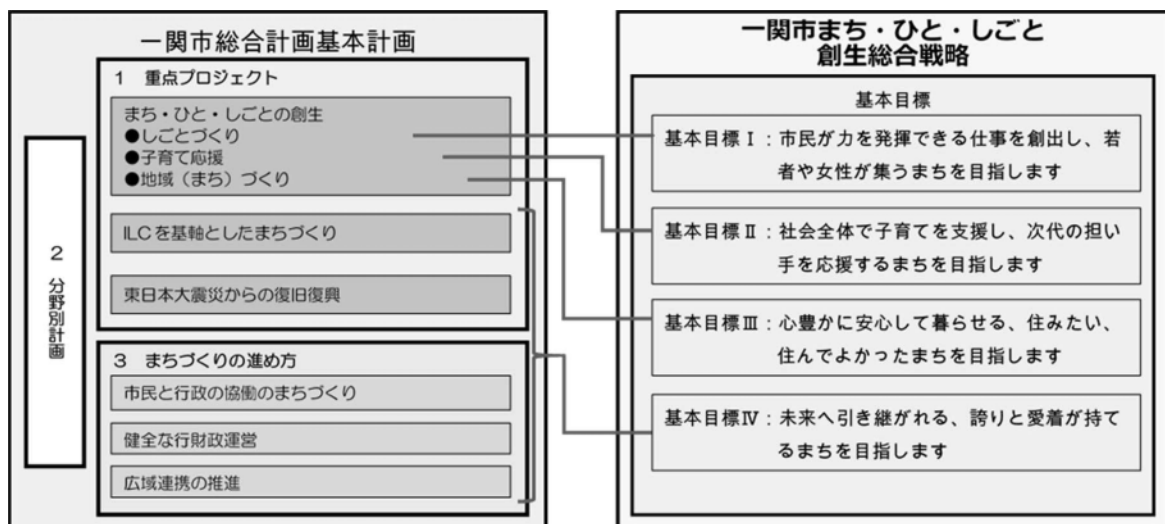 一関市総合計画基本計画
1 重点プロジェクト
まち・ひと・しごとの創生
●しごとづくり
●子育て応援
●地域（まち）づくり
ILCを基軸としたまちづくり
東日本大震災からの復旧復興
2 分野別計画
3 まちづくりの進め方
市民と行政の協働のまちづくり
健全な行財政運営
広域連携の推進
一関市まち・ひと・しごと
創生総合戦略
基本目標
基本目標Ⅰ：市民が力を発揮できる仕事を創出し、若
者や女性が集うまちを目指します
基本目標Ⅱ：社会全体で子育てを支援し、次代の担い
手を応援するまちを目指します
基本目標Ⅲ：心豊かに安心して暮らせる、住みたい、
住んでよかったまちを目指します
基本目標Ⅳ：未来へ引き継がれる、誇りと愛着が持て
るまちを目指します